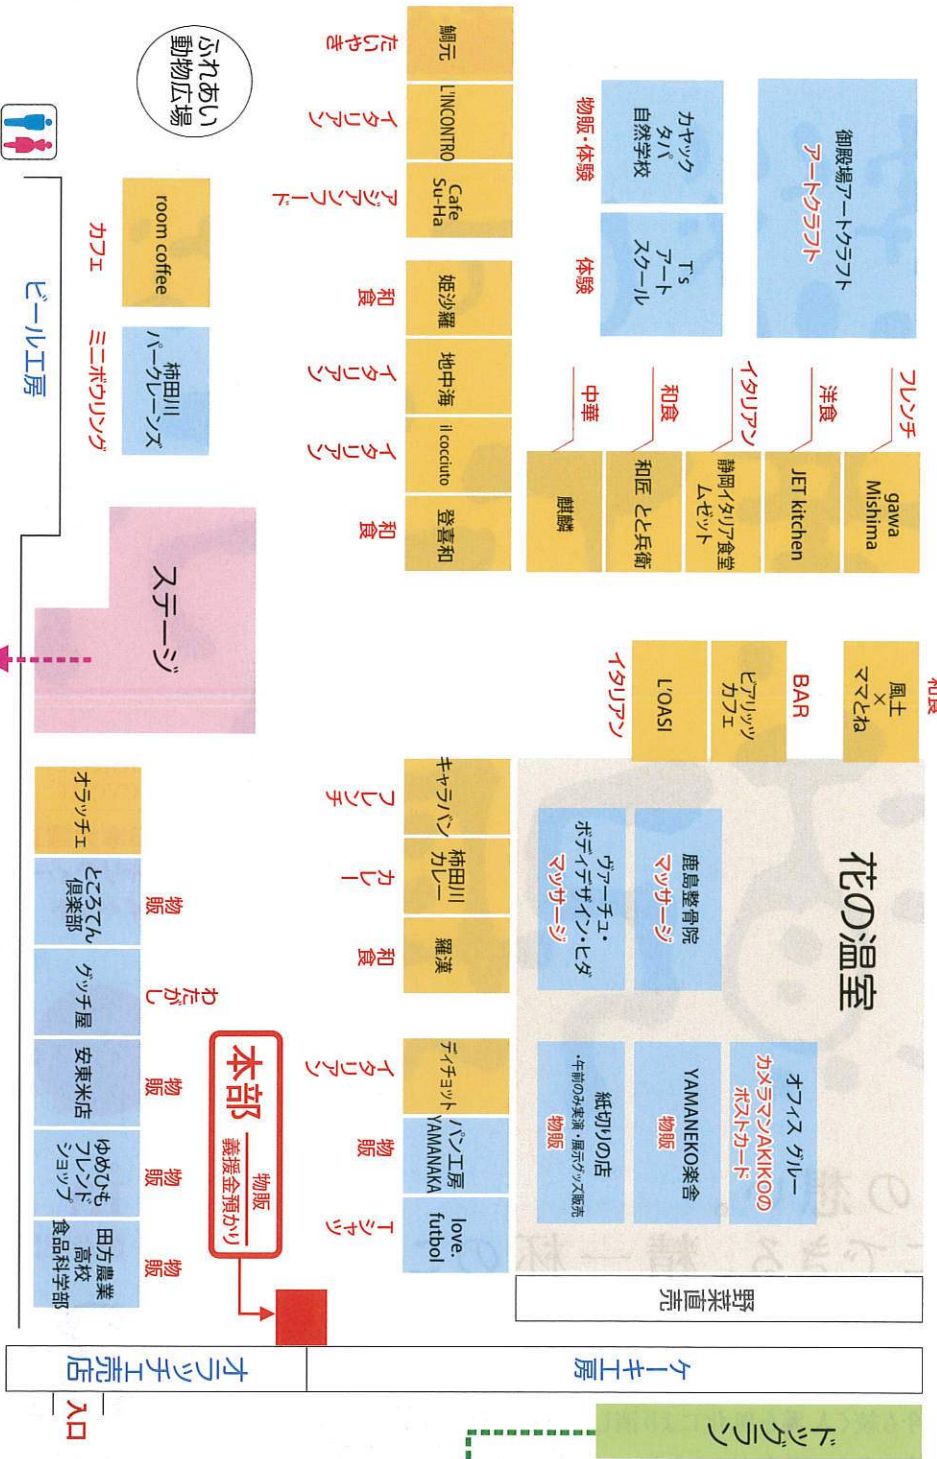 ふれあい
動物広場
鯛元
たいやき
L'INCONTRO
イタリアン
Cafe
Su-Ha
アジアンフード
姫沙羅
和食
地中海
イタリアン
il cocciuto
イタリアン
登喜和
和食
カヤック
タパ
自然学校
物販・体験
T's
アート
スクール
体験
御殿場アートクラフト
アートクラフト
room coffee
カフェ
柿田川
パークレーンズ
ミニボウリング
ビール工房
フレンチ
gawa
Mishima
洋食
JET kitchen
イタリアン
静岡イタリア食堂
ムゼット
和食
和匠 とと兵衛
中華
麒麟
ステージ
和食
風土
×
ママとね
BAR
ビアリッツ
カフェ
L'OASI
イタリアン
花の温室
鹿島整骨院
マッサージ
ヴァーチュ・
ボディデザイン・ヒダ
マッサージ
オフィス グルー
カメラマンAKIKOの
ポストカード
YAMANEKO楽舎
物販
紙切りの店
・午前のみ実演・展示グッズ販売
物販
キャラバン
フレンチ
柿田川
カレー
カレー
羅漢
和食
ディチョット
イタリアン
パン工房
YAMANAKA
物販
love.
futbol
Tシャツ
オラッチェ
ところてん
倶楽部
物販
グッチ屋
わたがし
安東米店
物販
ゆめひも
フレンド
ショップ
物販
田方農業
高校
食品科学部
物販
本部
物販
義援金預かり
野菜直売
オラッチェ売店
ケーキ工房
入口
ドッグラン